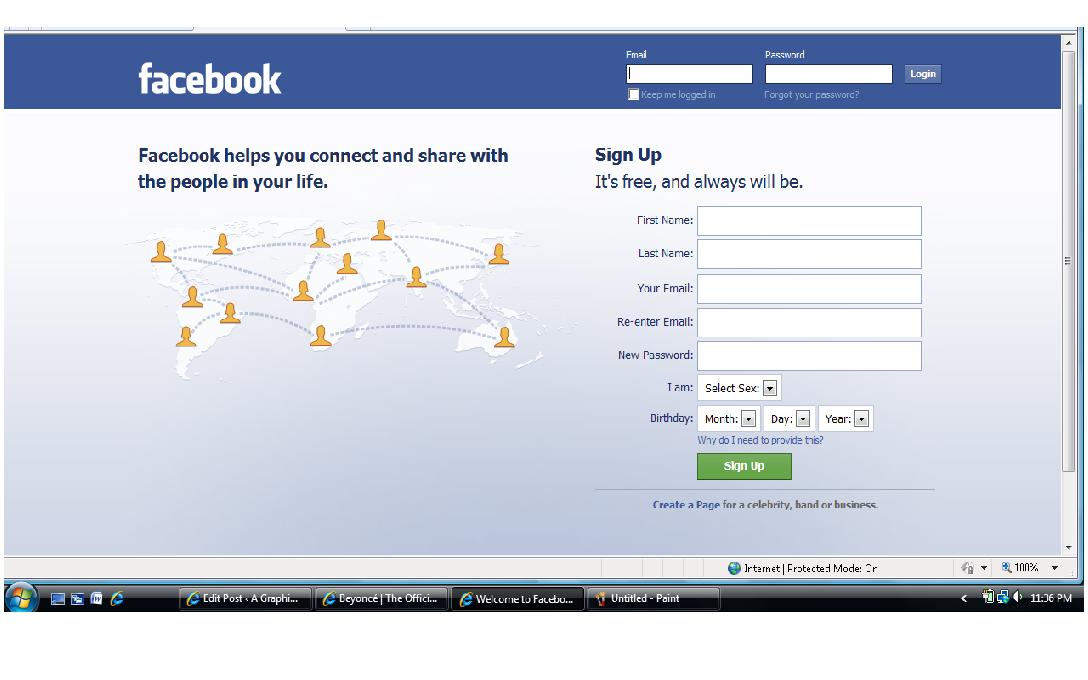 facebook
Email
Password
Login
Keep me logged in
Forgot your password?
Facebook helps you connect and share with
the people in your life.
Sign Up
It's free, and always will be.
First Name:
Last Name:
Your Email:
Re-enter Email:
New Password:
I am: Select Sex:
Birthday: Month: Day: Year:
Why do I need to provide this?
Sign Up
Create a Page for a celebrity, band or business.
Internet | Protected Mode: On
100%
Edit Post ‹ A Graphi...
Beyoncé | The Offici...
Welcome to Facebo...
Untitled - Paint
11:36 PM